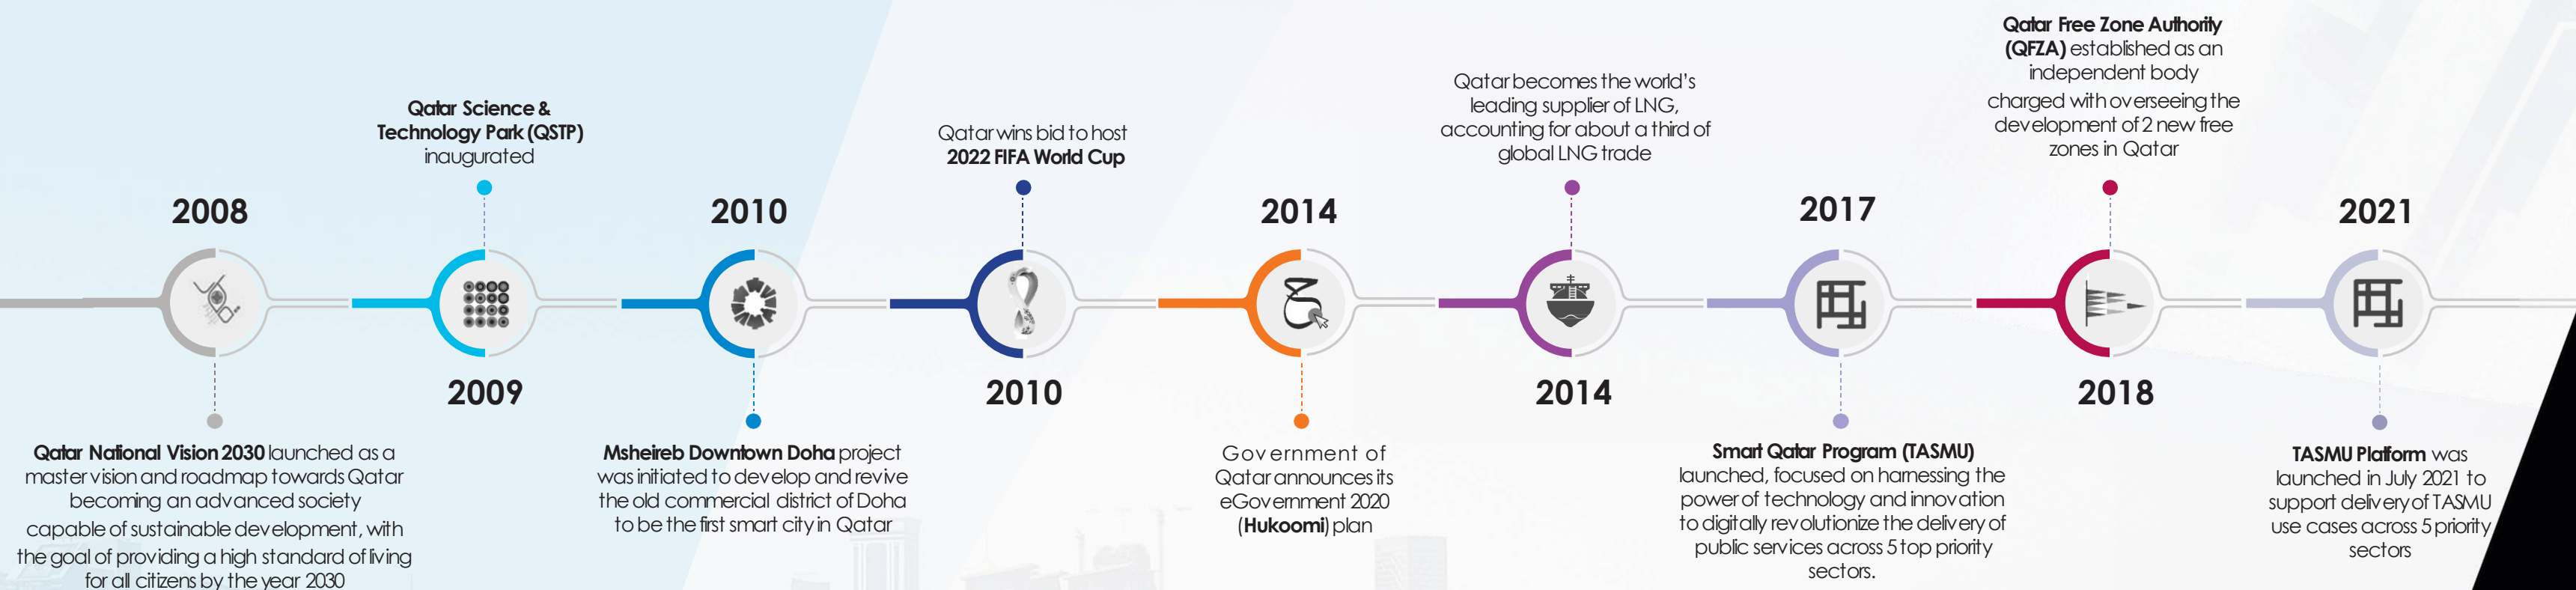 2008
Qatar National Vision 2030 launched as a
master vision and roadmap towards Qatar
becoming an advanced society
capable of sustainable development, with
the goal of providing a high standard of living
for all citizens by the year 2030
Qatar Science &
Technology Park (QSTP)
inaugurated
2009
2010
Msheireb Downtown Doha project
was initiated to develop and revive
the old commercial district of Doha
to be the first smart city in Qatar
Qatar wins bid to host
2022 FIFA World Cup
2010
2014
Government of
Qatar announces its
eGovernment 2020
(Hukoomi) plan
Qatar becomes the world's
leading supplier of LNG,
accounting for about a third of
global LNG trade
2014
2017
Smart Qatar Program (TASMU)
launched, focused on harnessing the
power of technology and innovation
to digitally revolutionize the delivery of
public services across 5 top priority
sectors.
Qatar Free Zone Authority
(QFZA) established as an
independent body
charged with overseeing the
development of 2 new free
zones in Qatar
2018
2021
TASMU Platform was
launched in July 2021 to
support delivery of TASMU
use cases across 5 priority
sectors